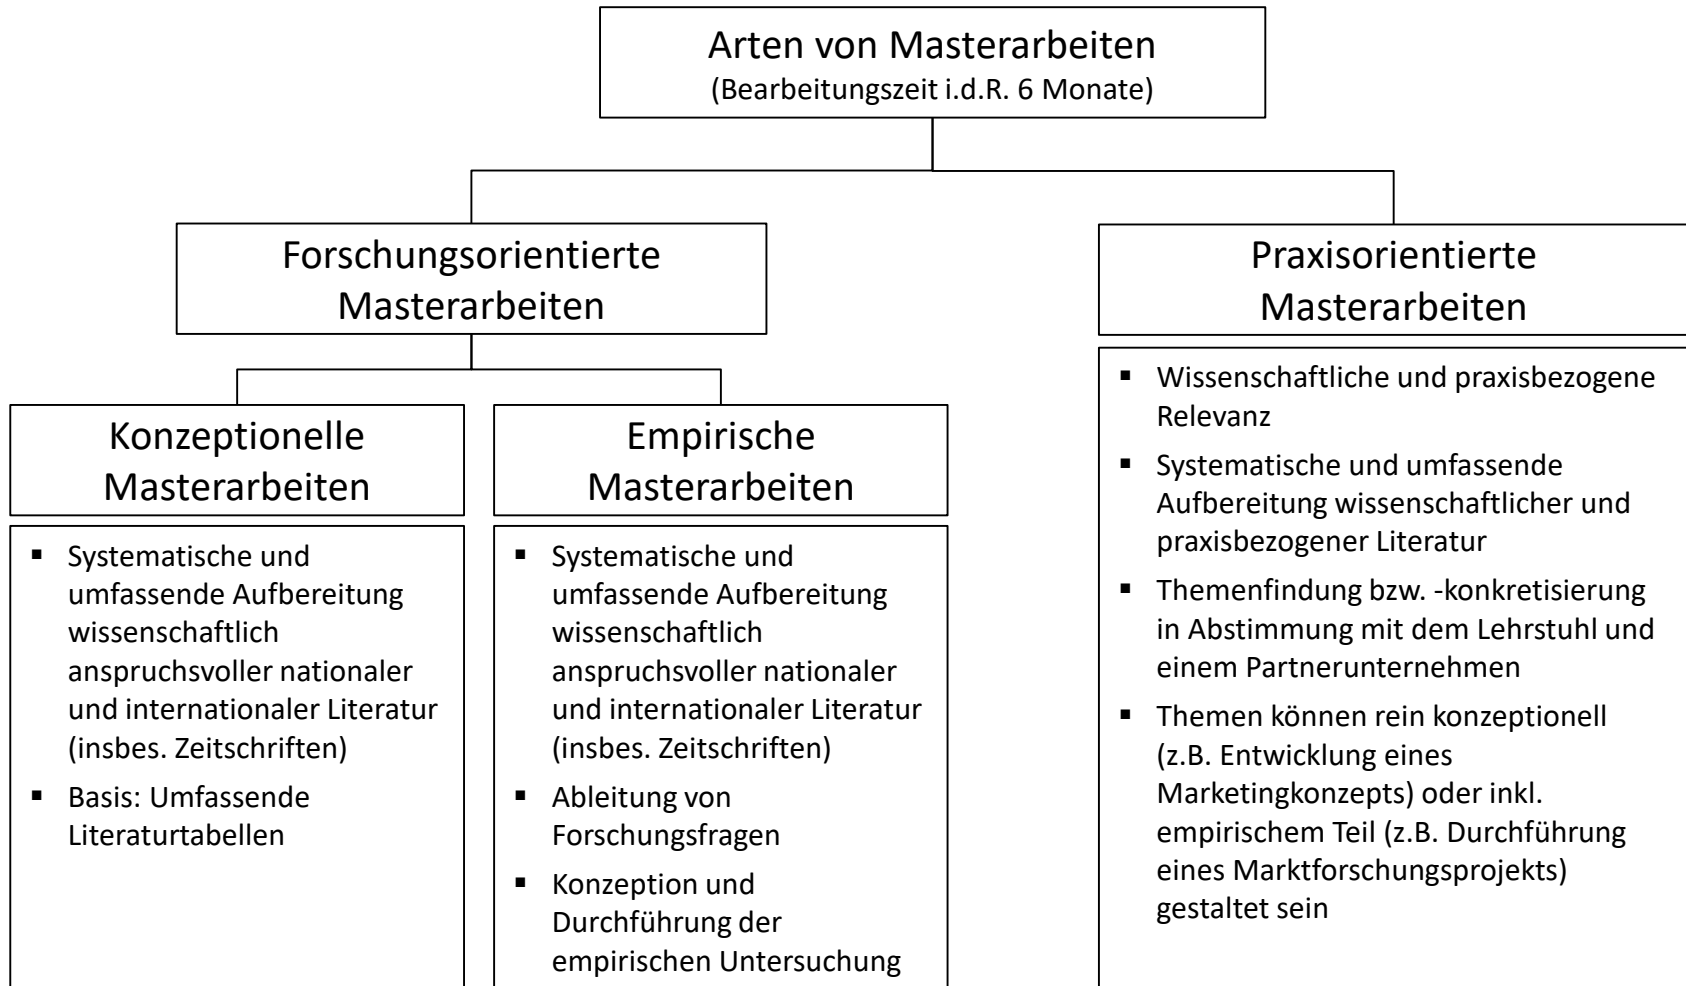 Arten von Masterarbeiten
(Bearbeitungszeit i.d.R. 6 Monate)
Forschungsorientierte
Masterarbeiten
Konzeptionelle
Masterarbeiten
▪ Systematische und
umfassende Aufbereitung
wissenschaftlich
anspruchsvoller nationaler
und internationaler Literatur
(insbes. Zeitschriften)
▪ Basis: Umfassende
Literaturtabellen
Empirische
Masterarbeiten
▪ Systematische und
umfassende Aufbereitung
wissenschaftlich
anspruchsvoller nationaler
und internationaler Literatur
(insbes. Zeitschriften)
▪ Ableitung von
Forschungsfragen
▪ Konzeption und
Durchführung der
empirischen Untersuchung
Praxisorientierte
Masterarbeiten
▪ Wissenschaftliche und praxisbezogene
Relevanz
▪ Systematische und umfassende
Aufbereitung wissenschaftlicher und
praxisbezogener Literatur
▪ Themenfindung bzw. -konkretisierung
in Abstimmung mit dem Lehrstuhl und
einem Partnerunternehmen
▪ Themen können rein konzeptionell
(z.B. Entwicklung eines
Marketingkonzepts) oder inkl.
empirischem Teil (z.B. Durchführung
eines Marktforschungsprojekts)
gestaltet sein